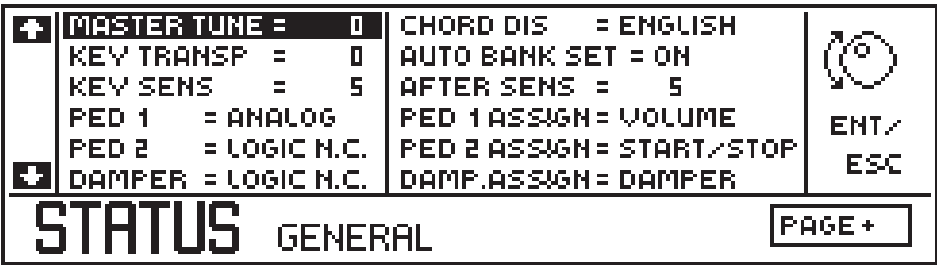 MASTER TUNE = 0
KEY TRANSP = 0
KEY SENS = 5
PED 1 = ANALOG
PED 2 = LOGIC N.C.
DAMPER = LOGIC N.C.
CHORD DIS = ENGLISH
AUTO BANK SET = ON
AFTER SENS = 5
PED 1 ASSIGN = VOLUME
PED 2 ASSIGN = START/STOP
DAMP.ASSIGN = DAMPER
ENT/
ESC
STATUS GENERAL
PAGE+